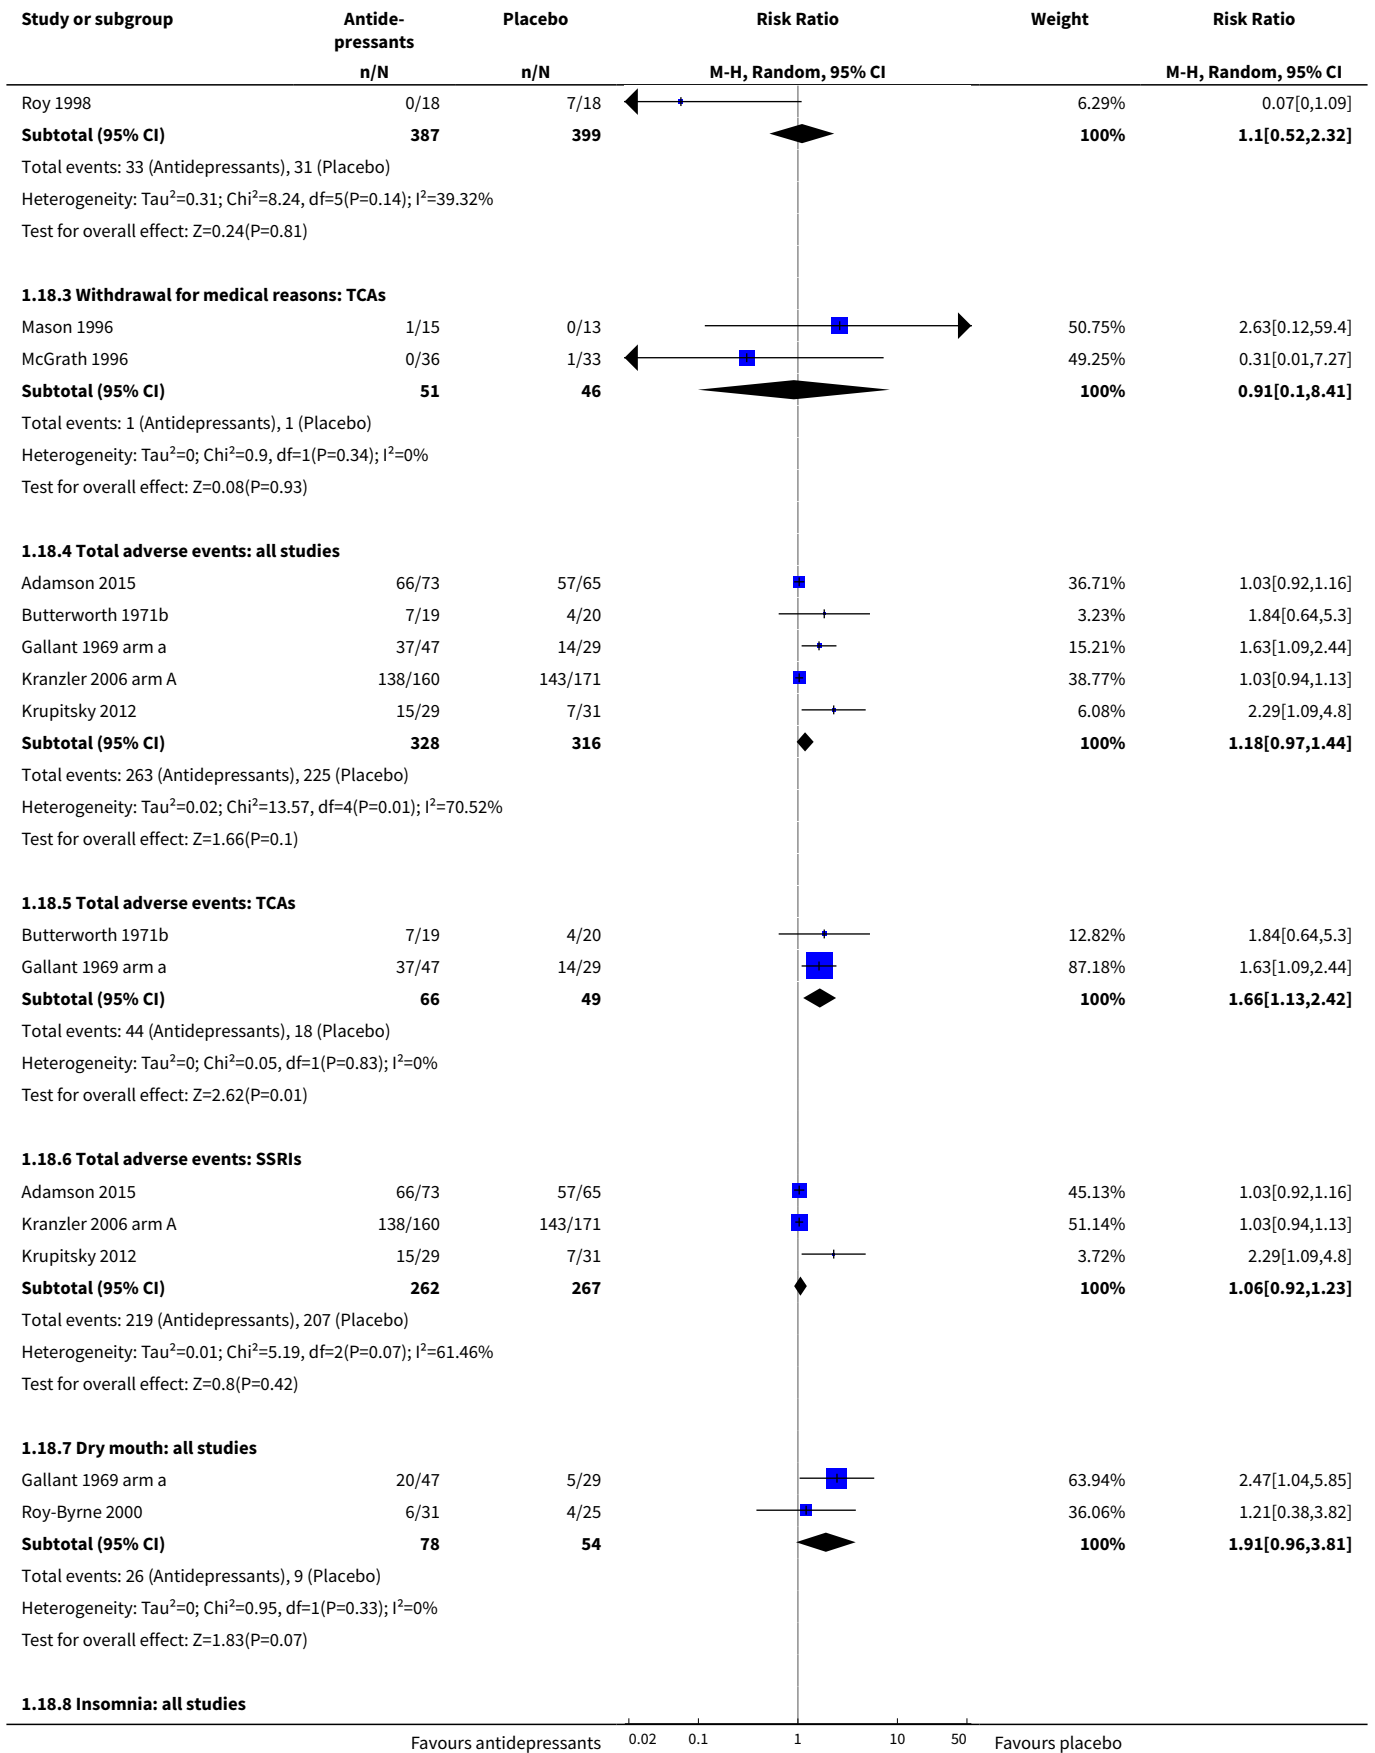 Study or subgroup Antide- Placebo Risk Ratio Weight Risk Ratio
pressants
n/N n/N M-H, Random, 95% CI M-H, Random, 95% CI
Roy 1998 0/18 7/18 6.29% 0.07[0,1.09]
Subtotal (95% CI) 387 399 100% 1.1[0.52,2.32]
Total events: 33 (Antidepressants), 31 (Placebo)
Heterogeneity: Tau²=0.31; Chi²=8.24, df=5(P=0.14); I²=39.32%
Test for overall effect: Z=0.24(P=0.81)
1.18.3 Withdrawal for medical reasons: TCAs
Mason 1996 1/15 0/13 50.75% 2.63[0.12,59.4]
McGrath 1996 0/36 1/33 49.25% 0.31[0.01,7.27]
Subtotal (95% CI) 51 46 100% 0.91[0.1,8.41]
Total events: 1 (Antidepressants), 1 (Placebo)
Heterogeneity: Tau²=0; Chi²=0.9, df=1(P=0.34); I²=0%
Test for overall effect: Z=0.08(P=0.93)
1.18.4 Total adverse events: all studies
Adamson 2015 66/73 57/65 36.71% 1.03[0.92,1.16]
Butterworth 1971b 7/19 4/20 3.23% 1.84[0.64,5.3]
Gallant 1969 arm a 37/47 14/29 15.21% 1.63[1.09,2.44]
Kranzler 2006 arm A 138/160 143/171 38.77% 1.03[0.94,1.13]
Krupitsky 2012 15/29 7/31 6.08% 2.29[1.09,4.8]
Subtotal (95% CI) 328 316 100% 1.18[0.97,1.44]
Total events: 263 (Antidepressants), 225 (Placebo)
Heterogeneity: Tau²=0.02; Chi²=13.57, df=4(P=0.01); I²=70.52%
Test for overall effect: Z=1.66(P=0.1)
1.18.5 Total adverse events: TCAs
Butterworth 1971b 7/19 4/20 12.82% 1.84[0.64,5.3]
Gallant 1969 arm a 37/47 14/29 87.18% 1.63[1.09,2.44]
Subtotal (95% CI) 66 49 100% 1.66[1.13,2.42]
Total events: 44 (Antidepressants), 18 (Placebo)
Heterogeneity: Tau²=0; Chi²=0.05, df=1(P=0.83); I²=0%
Test for overall effect: Z=2.62(P=0.01)
1.18.6 Total adverse events: SSRIs
Adamson 2015 66/73 57/65 45.13% 1.03[0.92,1.16]
Kranzler 2006 arm A 138/160 143/171 51.14% 1.03[0.94,1.13]
Krupitsky 2012 15/29 7/31 3.72% 2.29[1.09,4.8]
Subtotal (95% CI) 262 267 100% 1.06[0.92,1.23]
Total events: 219 (Antidepressants), 207 (Placebo)
Heterogeneity: Tau²=0.01; Chi²=5.19, df=2(P=0.07); I²=61.46%
Test for overall effect: Z=0.8(P=0.42)
1.18.7 Dry mouth: all studies
Gallant 1969 arm a 20/47 5/29 63.94% 2.47[1.04,5.85]
Roy-Byrne 2000 6/31 4/25 36.06% 1.21[0.38,3.82]
Subtotal (95% CI) 78 54 100% 1.91[0.96,3.81]
Total events: 26 (Antidepressants), 9 (Placebo)
Heterogeneity: Tau²=0; Chi²=0.95, df=1(P=0.33); I²=0%
Test for overall effect: Z=1.83(P=0.07)
1.18.8 Insomnia: all studies
Favours antidepressants 0.02 0.1 1 10 50 Favours placebo